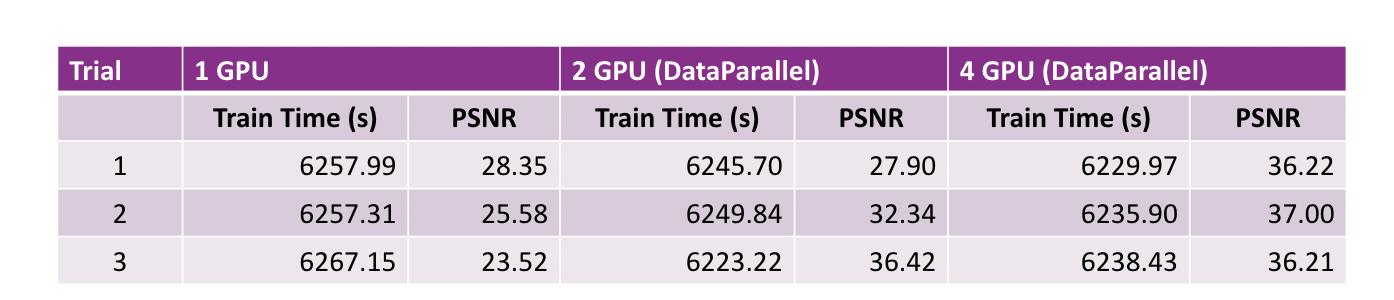 Trial 1 GPU 2 GPU (DataParallel) 4 GPU (DataParallel)
Train Time (s) PSNR Train Time (s) PSNR Train Time (s) PSNR
1 6257.99 28.35 6245.70 27.90 6229.97 36.22
2 6257.31 25.58 6249.84 32.34 6235.90 37.00
3 6267.15 23.52 6223.22 36.42 6238.43 36.21